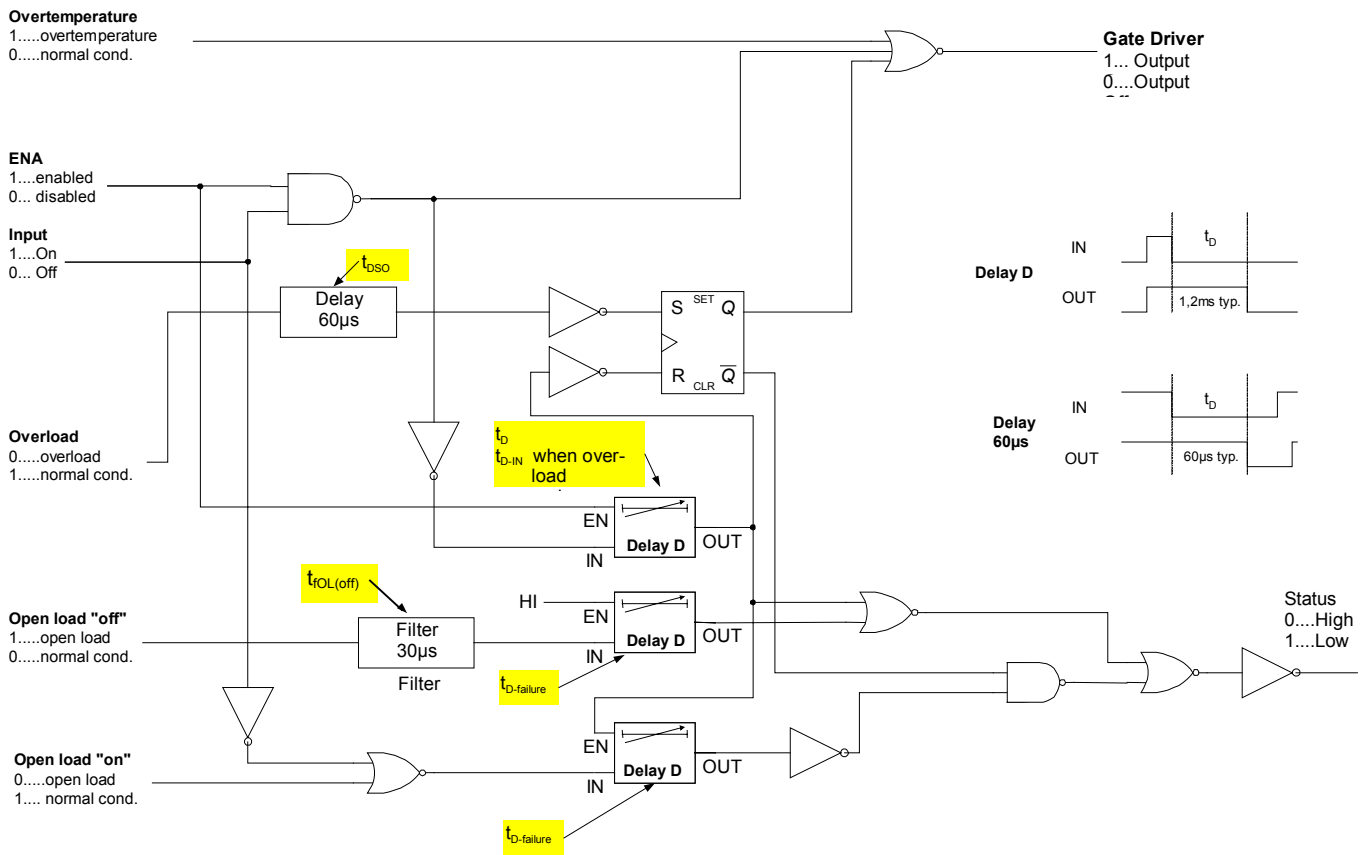 Overtemperature
1.....overtemperature
0.....normal cond.
Gate Driver
1... Output
0....Output
ENA
1....enabled
0... disabled
Input
1....On
0... Off
tDSO
Delay
60µs
S SET Q
R CLR Q
Delay D
IN
tD
OUT
1,2ms typ.
Delay
60µs
IN
tD
OUT
60µs typ.
Overload
0.....overload
1.....normal cond.
tD
tD-IN when over-
load
EN
IN
Delay D
OUT
tfOL(off)
Open load "off"
1.....open load
0.....normal cond.
Filter
30µs
Filter
HI
EN
IN
Delay D
OUT
tD-failure
Status
0....High
1....Low
Open load "on"
0.....open load
1.... normal cond.
EN
IN
Delay D
OUT
tD-failure